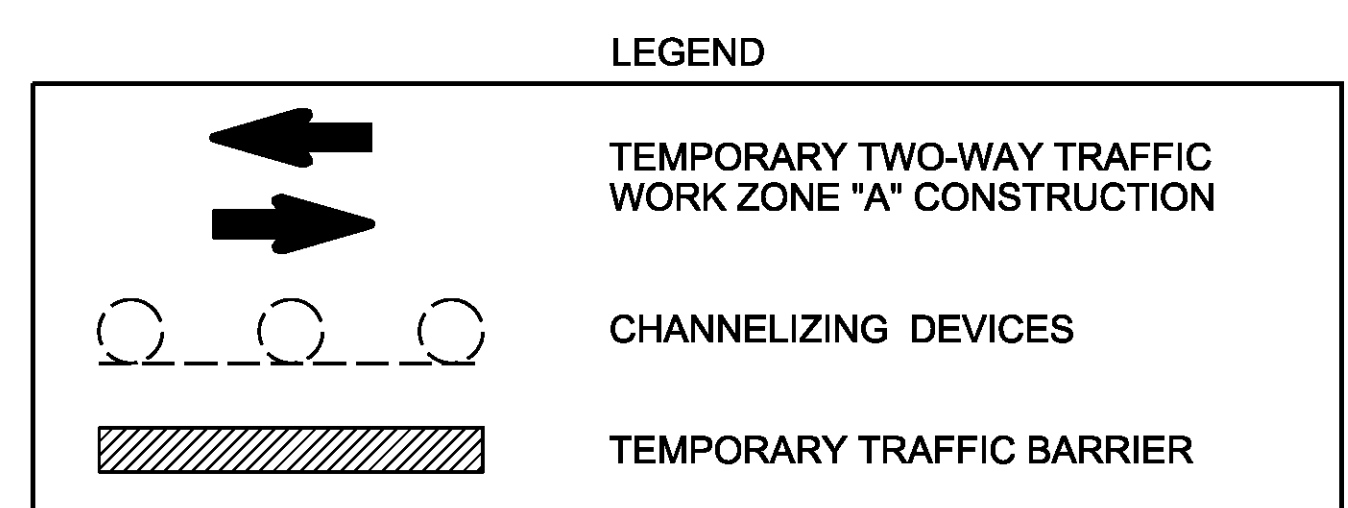 LEGEND
TEMPORARY TWO-WAY TRAFFIC
WORK ZONE "A" CONSTRUCTION
CHANNELIZING DEVICES
TEMPORARY TRAFFIC BARRIER